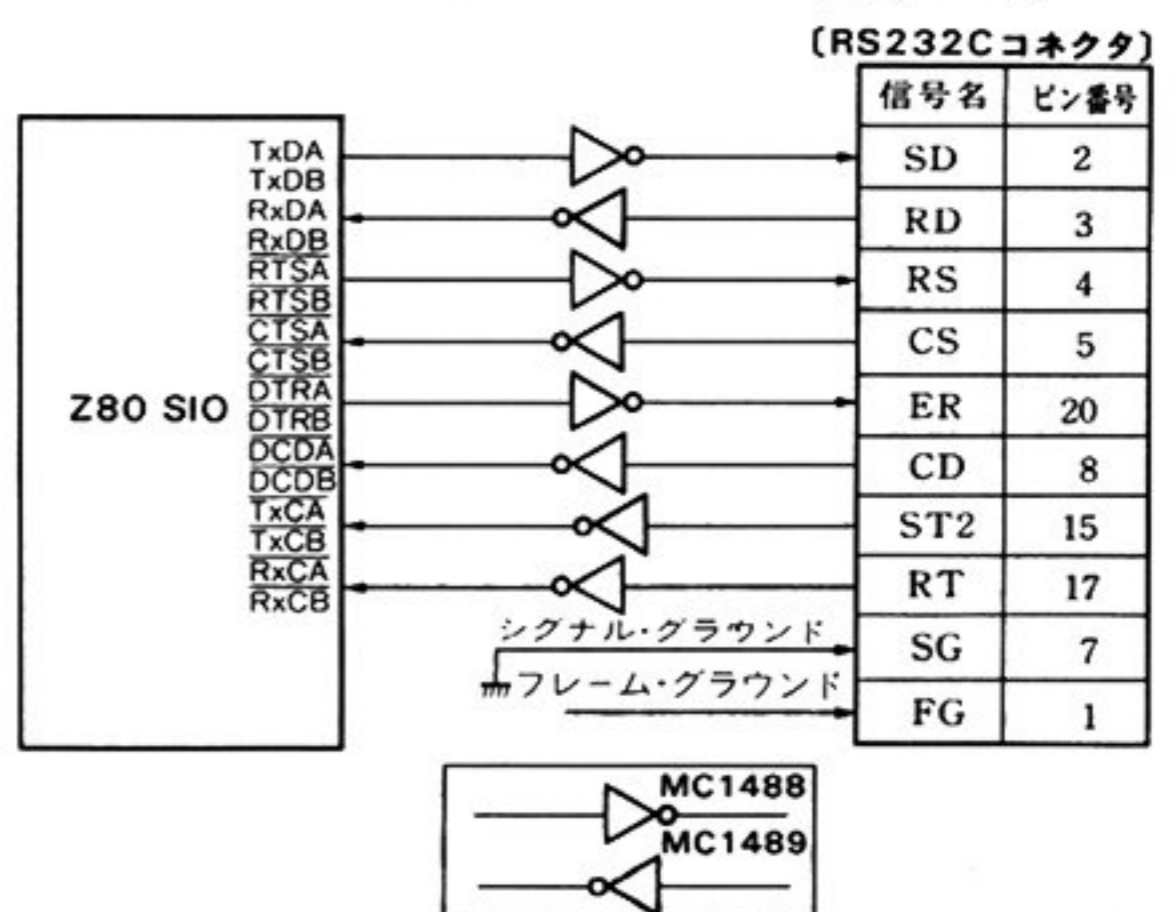 〔RS232Cコネクタ〕
信号名 ピン番号
TxDA
TxDB
RxDA
RxDB
RTSA
RTSB
CTSA
CTSB
DTRA
DTRB
DCDA
DCDB
TxCA
TxCB
RxCA
RxCB
Z80 SIO
SD 2
RD 3
RS 4
CS 5
ER 20
CD 8
ST2 15
RT 17
SG 7
FG 1
シグナル・グラウンド
フレーム・グラウンド
MC1488
MC1489